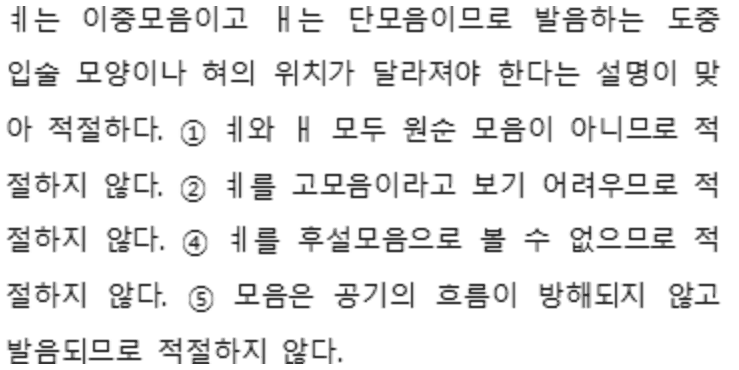 ㅖ는 이중모음이고 ㅐ는 단모음이므로 발음하는 도중
입술 모양이나 혀의 위치가 달라져야 한다는 설명이 맞
아 적절하다. ① ㅖ와 ㅐ 모두 원순 모음이 아니므로 적
절하지 않다. ② ㅖ를 고모음이라고 보기 어려우므로 적
절하지 않다. ④ ㅖ를 후설모음으로 볼 수 없으므로 적
절하지 않다. ⑤ 모음은 공기의 흐름이 방해되지 않고
발음되므로 적절하지 않다.